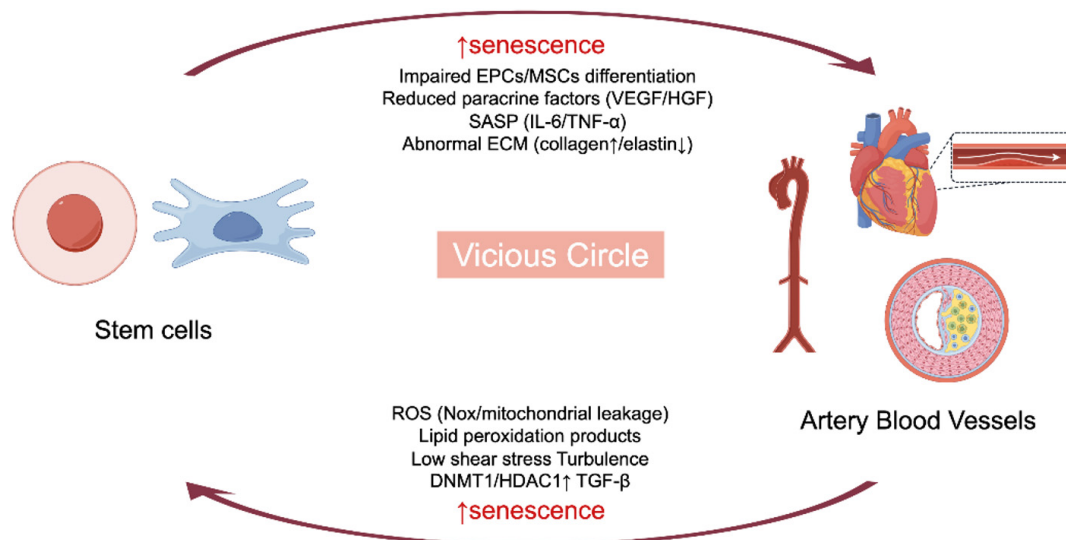 ↑senescence
Impaired EPCs/MSCs differentiation
Reduced paracrine factors (VEGF/HGF)
SASP (IL-6/TNF-α)
Abnormal ECM (collagen↑/elastin↓)
Vicious Circle
Stem cells
Artery Blood Vessels
ROS (Nox/mitochondrial leakage)
Lipid peroxidation products
Low shear stress Turbulence
DNMT1/HDAC1↑ TGF-β
↑senescence